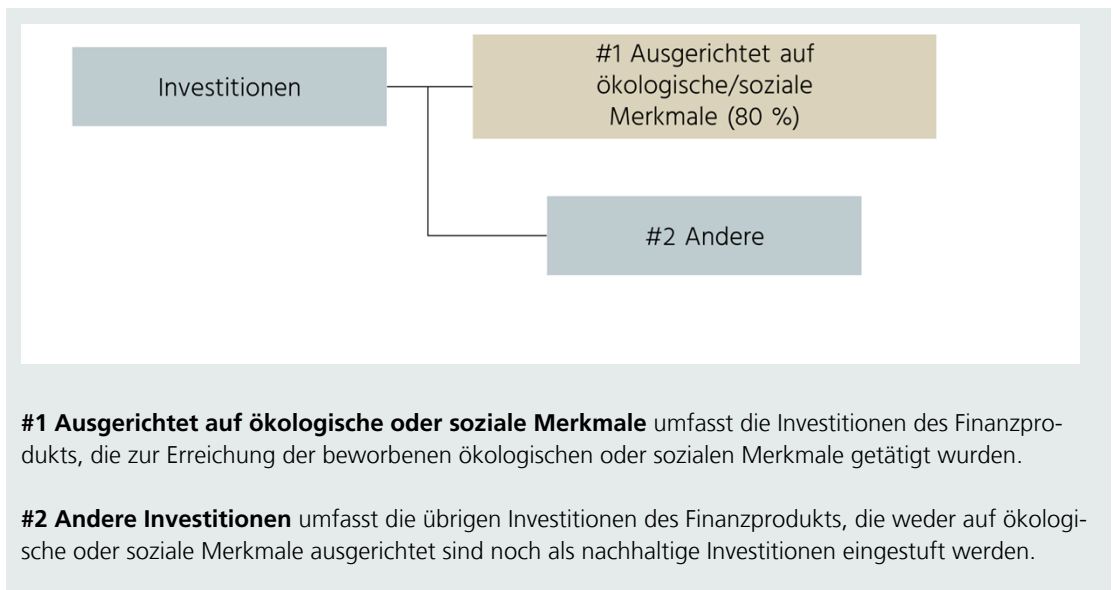 Investitionen
#1 Ausgerichtet auf
ökologische/soziale
Merkmale (80 %)
#2 Andere
#1 Ausgerichtet auf ökologische oder soziale Merkmale umfasst die Investitionen des Finanzpro-
dukts, die zur Erreichung der beworbenen ökologischen oder sozialen Merkmale getätigt wurden.
#2 Andere Investitionen umfasst die übrigen Investitionen des Finanzprodukts, die weder auf ökologi-
sche oder soziale Merkmale ausgerichtet sind noch als nachhaltige Investitionen eingestuft werden.